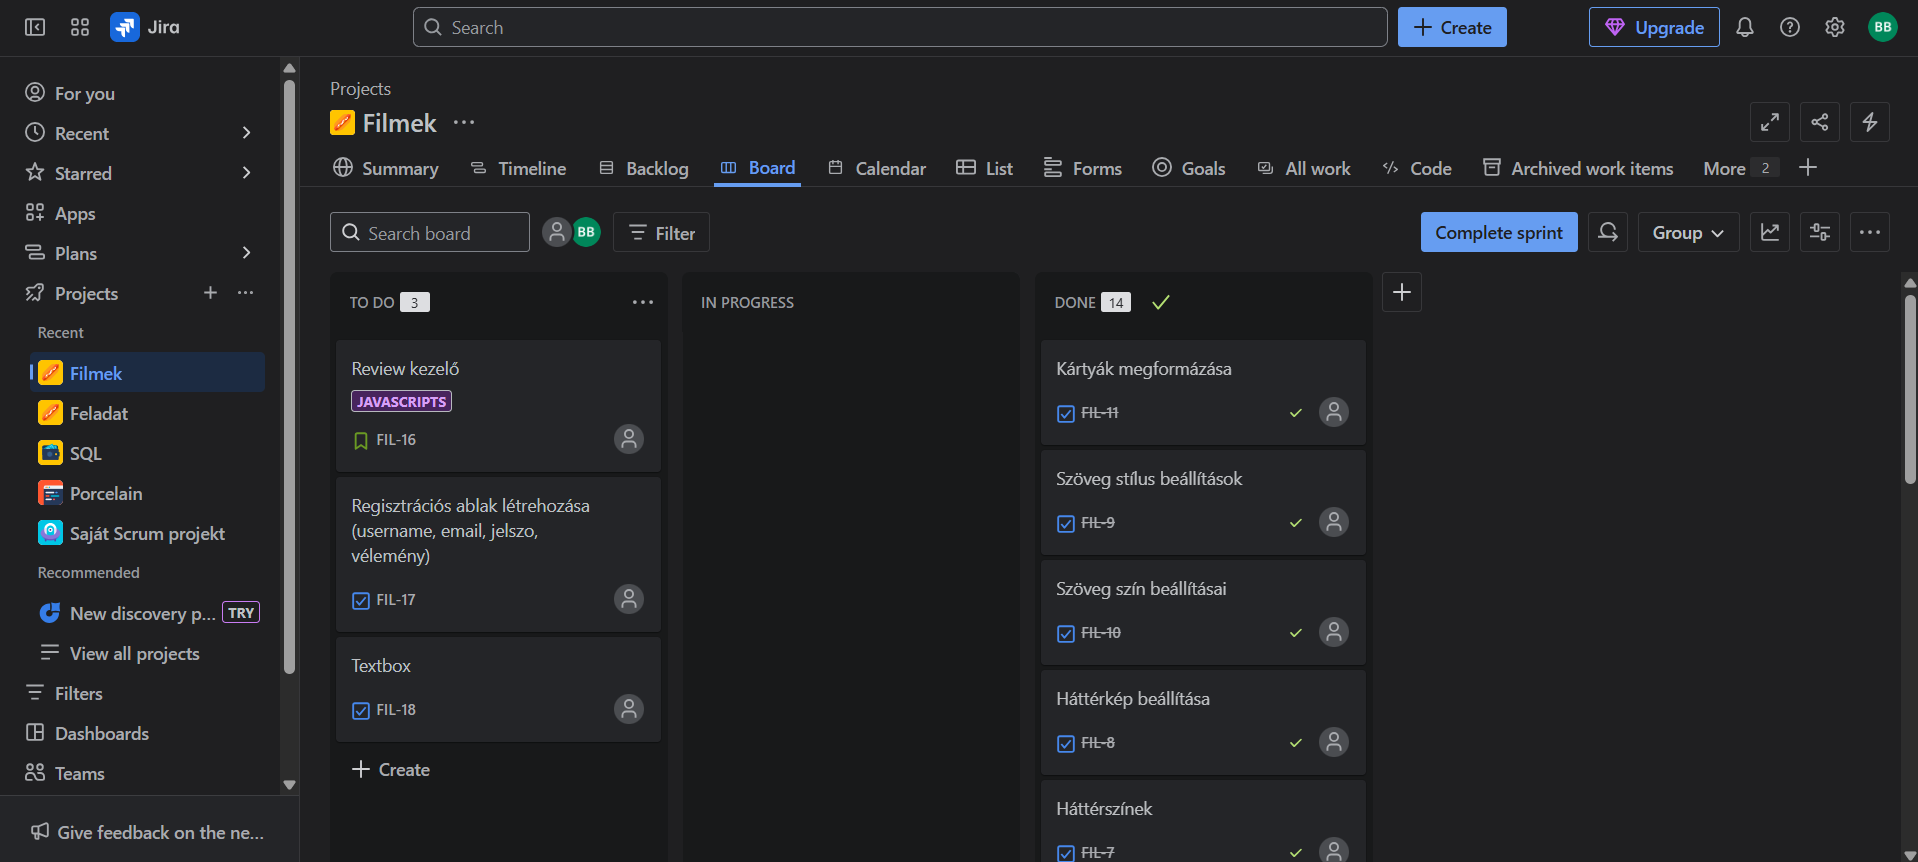 Jira
Search
Create
Upgrade
BB
For you
Recent
Starred
Apps
Plans
Projects
Recent
Filmek
Feladat
SQL
Porcelain
Saját Scrum projekt
Recommended
New discovery p... TRY
View all projects
Filters
Dashboards
Teams
Give feedback on the ne...
Projects
Filmek
Summary
Timeline
Backlog
Board
Calendar
List
Forms
Goals
All work
Code
Archived work items
More 2
Search board
BB
Filter
Complete sprint
Group
TO DO 3
Review kezelő
JAVASCRIPTS
FIL-16
Regisztrációs ablak létrehozása
(username, email, jelszo,
vélemény)
FIL-17
Textbox
FIL-18
Create
IN PROGRESS
DONE 14
Kártyák megformázása
FIL-11
Szöveg stílus beállítások
FIL-9
Szöveg szín beállításai
FIL-10
Háttérkép beállítása
FIL-8
Háttérszínek
FIL-7